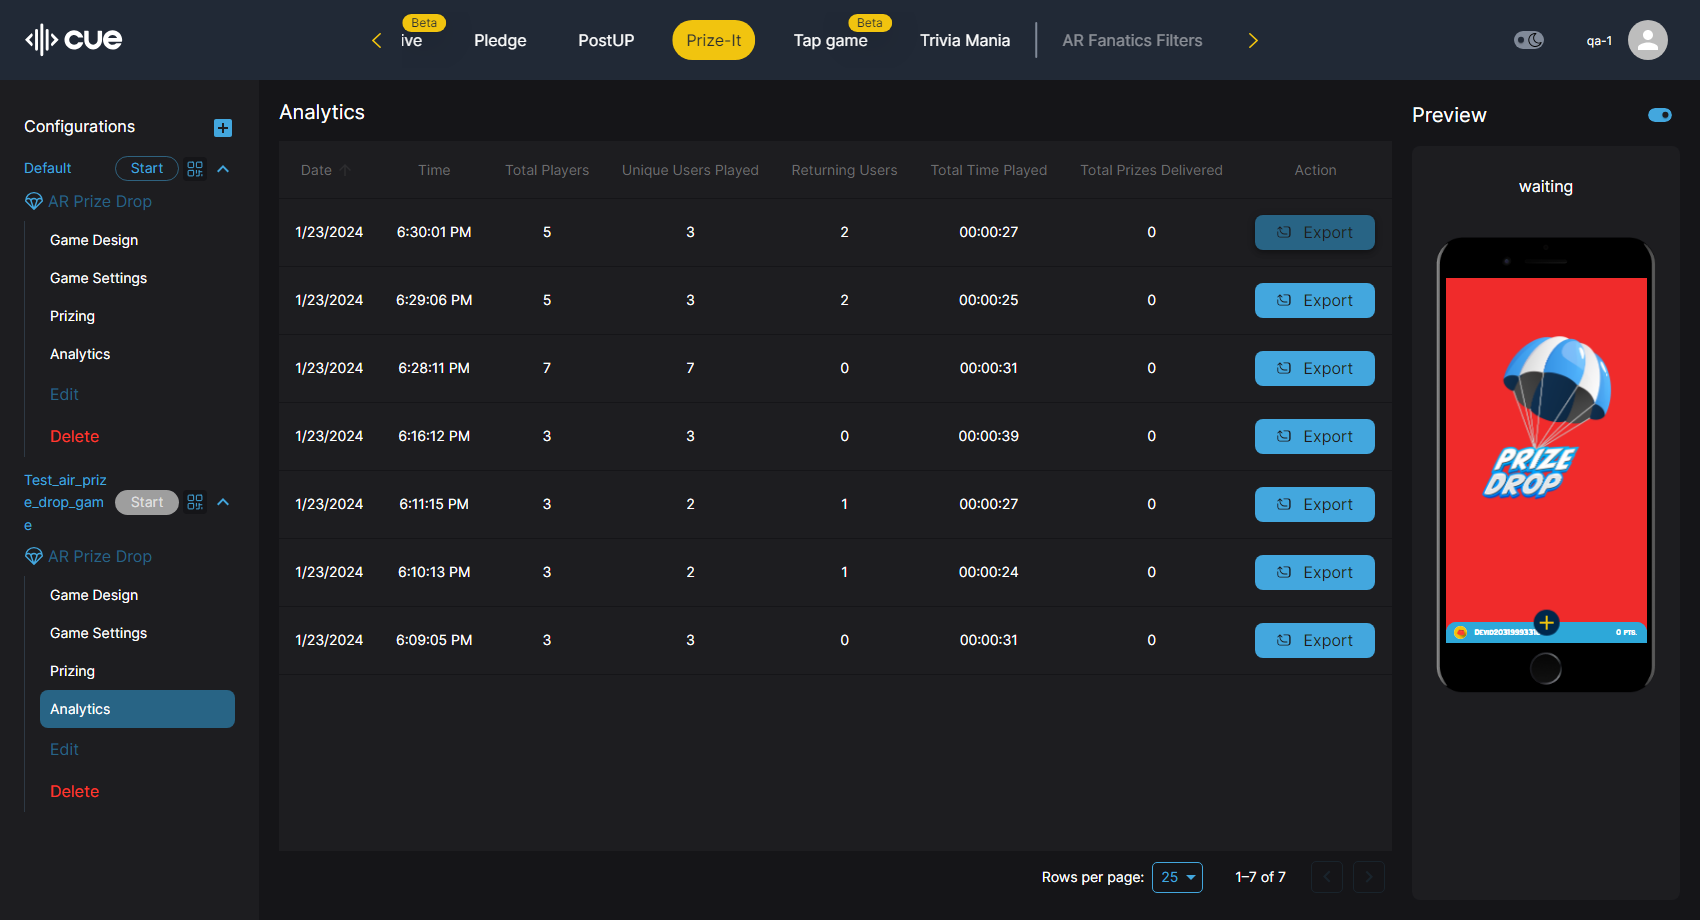 cue
Beta
ive
Pledge
PostUP
Prize-It
Beta
Tap game
Trivia Mania
AR Fanatics Filters
qa-1
Configurations
Default
Start
AR Prize Drop
Game Design
Game Settings
Prizing
Analytics
Edit
Delete
Test_air_priz
e_drop_gam
e
Start
AR Prize Drop
Game Design
Game Settings
Prizing
Analytics
Edit
Delete
Analytics
Date Time Total Players Unique Users Played Returning Users Total Time Played Total Prizes Delivered Action
1/23/2024 6:30:01 PM 5 3 2 00:00:27 0 Export
1/23/2024 6:29:06 PM 5 3 2 00:00:25 0 Export
1/23/2024 6:28:11 PM 7 7 0 00:00:31 0 Export
1/23/2024 6:16:12 PM 3 3 0 00:00:39 0 Export
1/23/2024 6:11:15 PM 3 2 1 00:00:27 0 Export
1/23/2024 6:10:13 PM 3 2 1 00:00:24 0 Export
1/23/2024 6:09:05 PM 3 3 0 00:00:31 0 Export
Rows per page: 25 1–7 of 7
Preview
waiting
PRIZE
DROP
0 PTS.